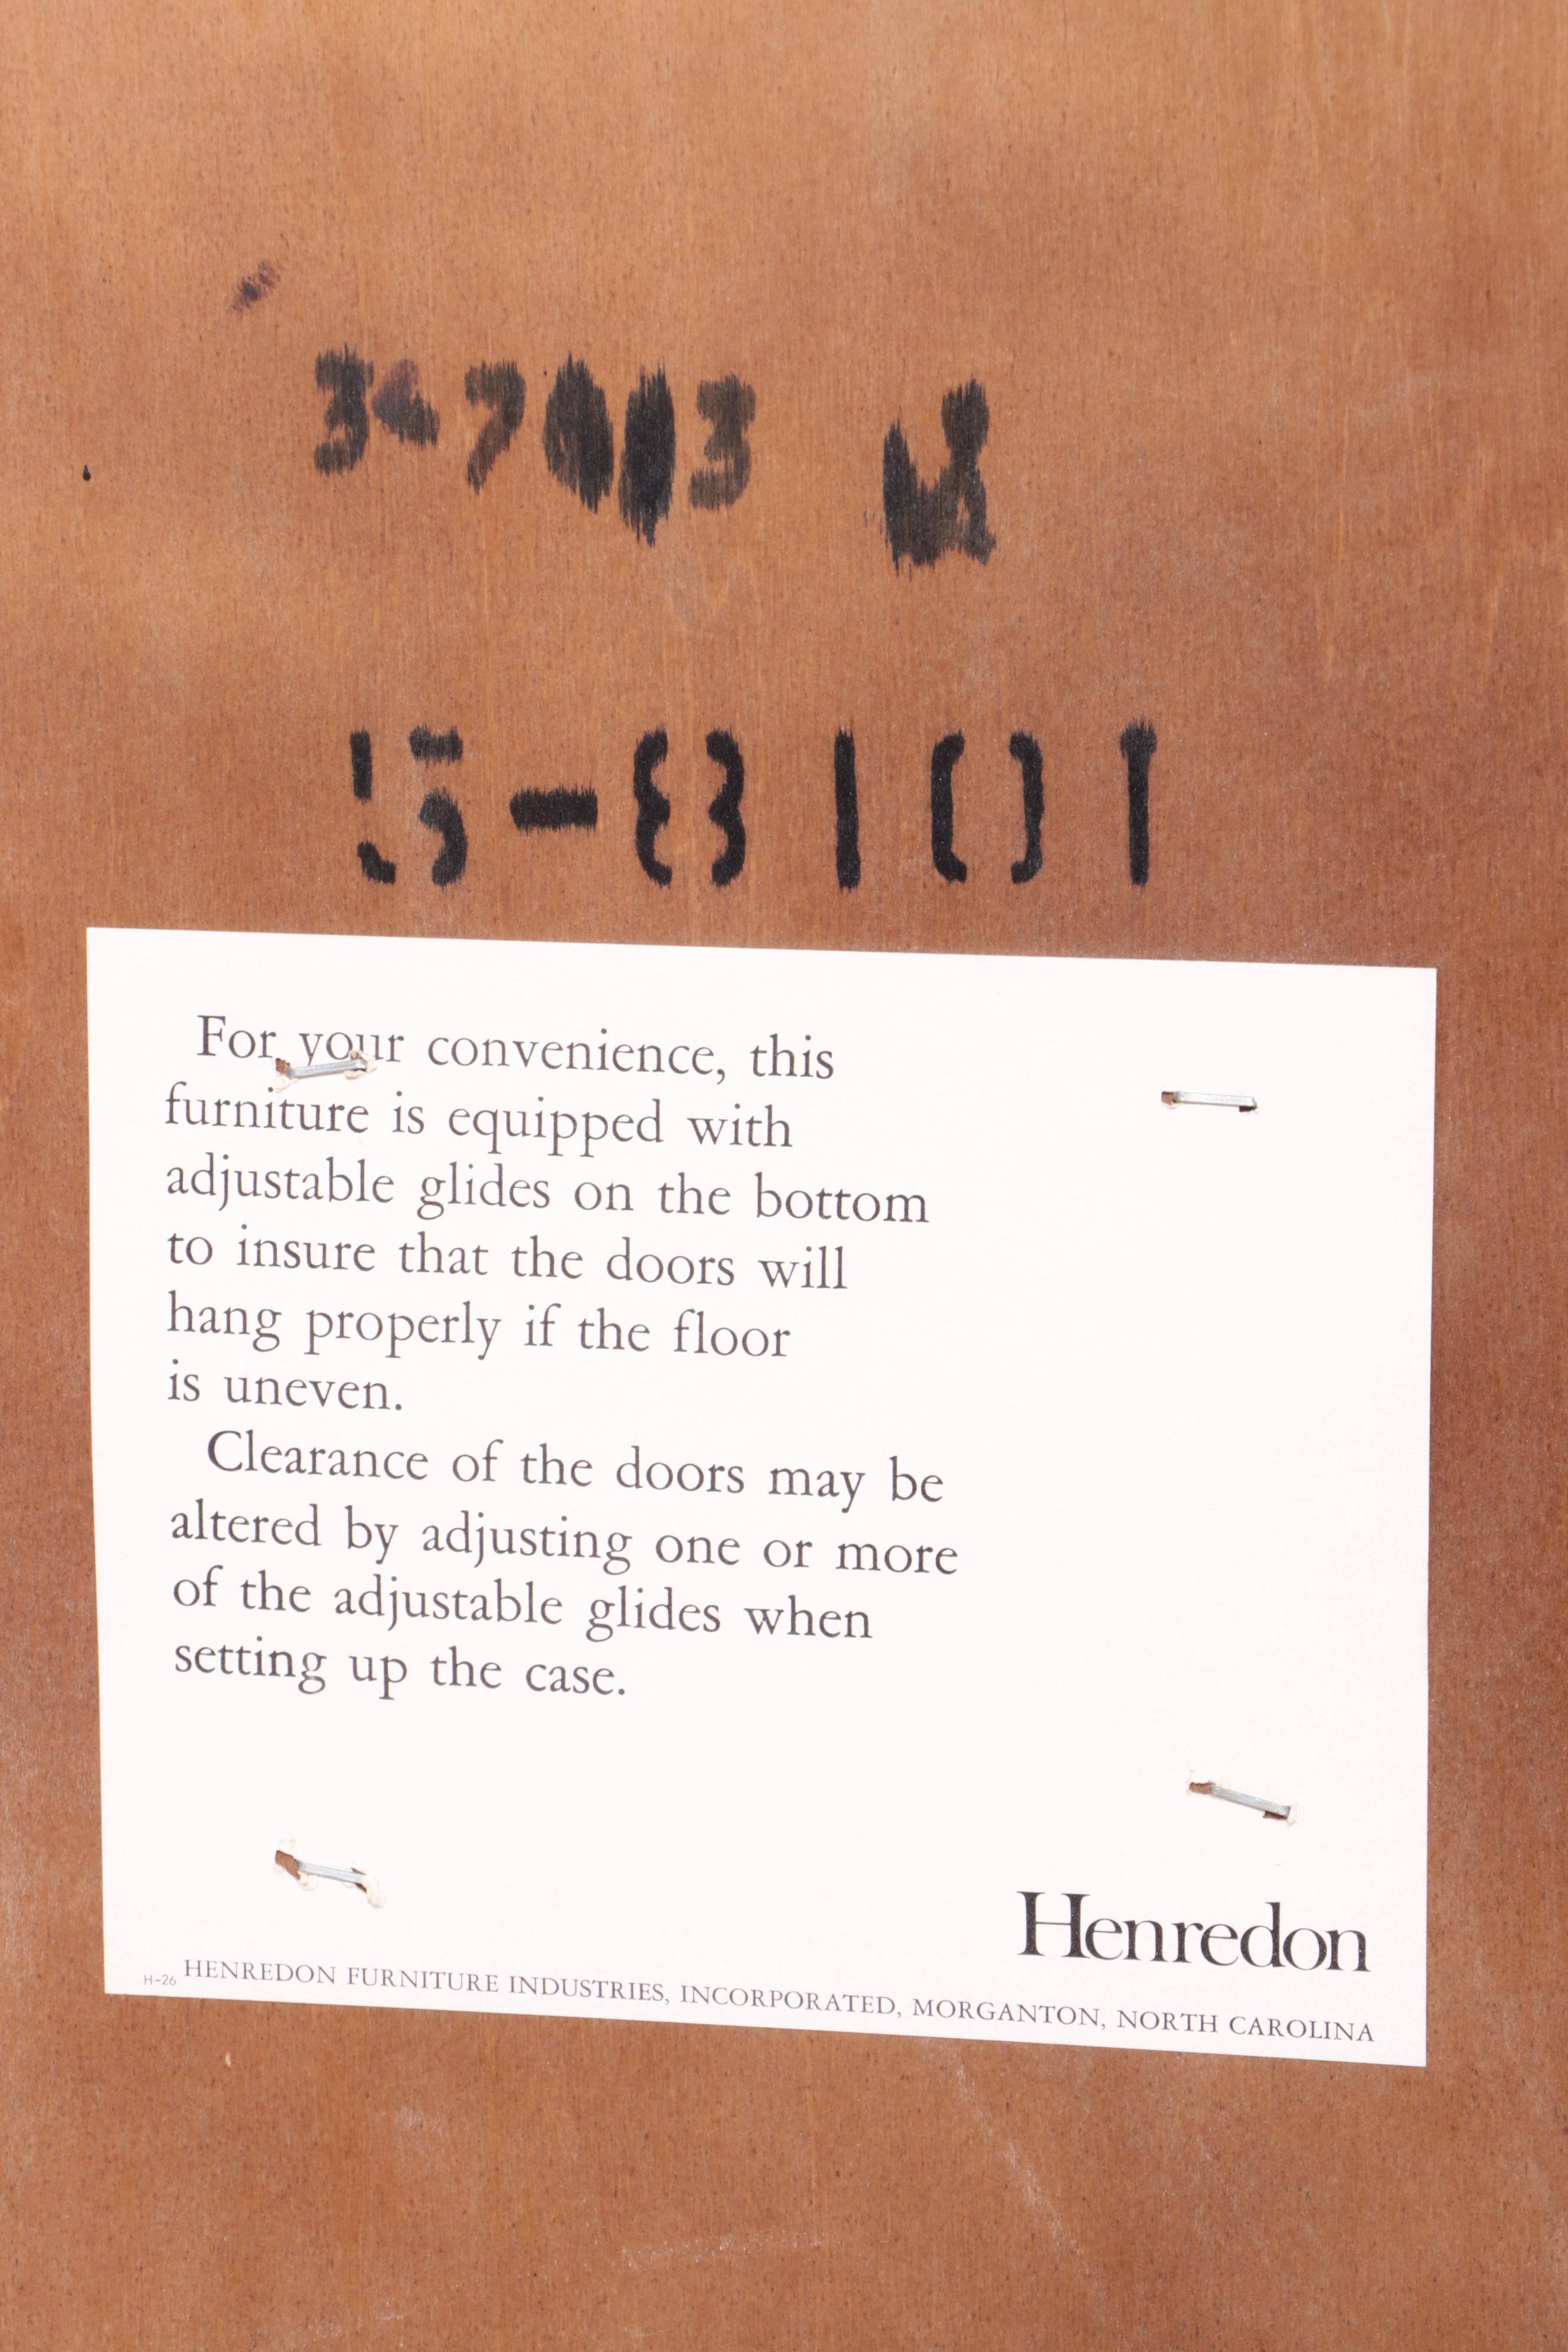 5-8101
For your convenience, this
furniture is equipped with
adjustable glides on the bottom
to insure that the doors will
hang properly if the floor
is uneven.
Clearance of the doors may be
altered by adjusting one or more
of the adjustable glides when
setting up the case.
Henredon
H-26 HENREDON FURNITURE INDUSTRIES, INCORPORATED, MORGANTON, NORTH CAROLINA